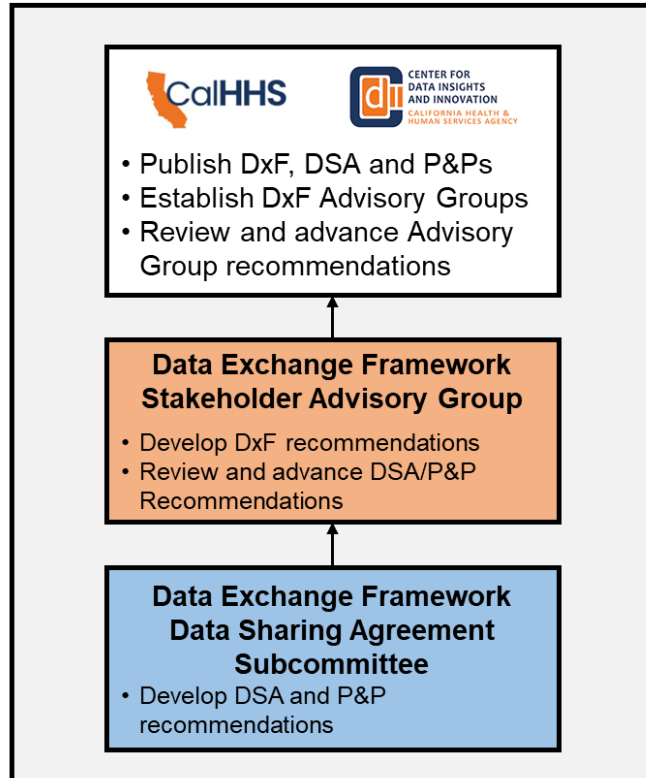 CalHHS
CENTER FOR
DATA INSIGHTS
AND INNOVATION
CALIFORNIA HEALTH &
HUMAN SERVICES AGENCY
• Publish DxF, DSA and P&Ps
• Establish DxF Advisory Groups
• Review and advance Advisory
Group recommendations
Data Exchange Framework
Stakeholder Advisory Group
• Develop DxF recommendations
• Review and advance DSA/P&P
Recommendations
Data Exchange Framework
Data Sharing Agreement
Subcommittee
• Develop DSA and P&P
recommendations